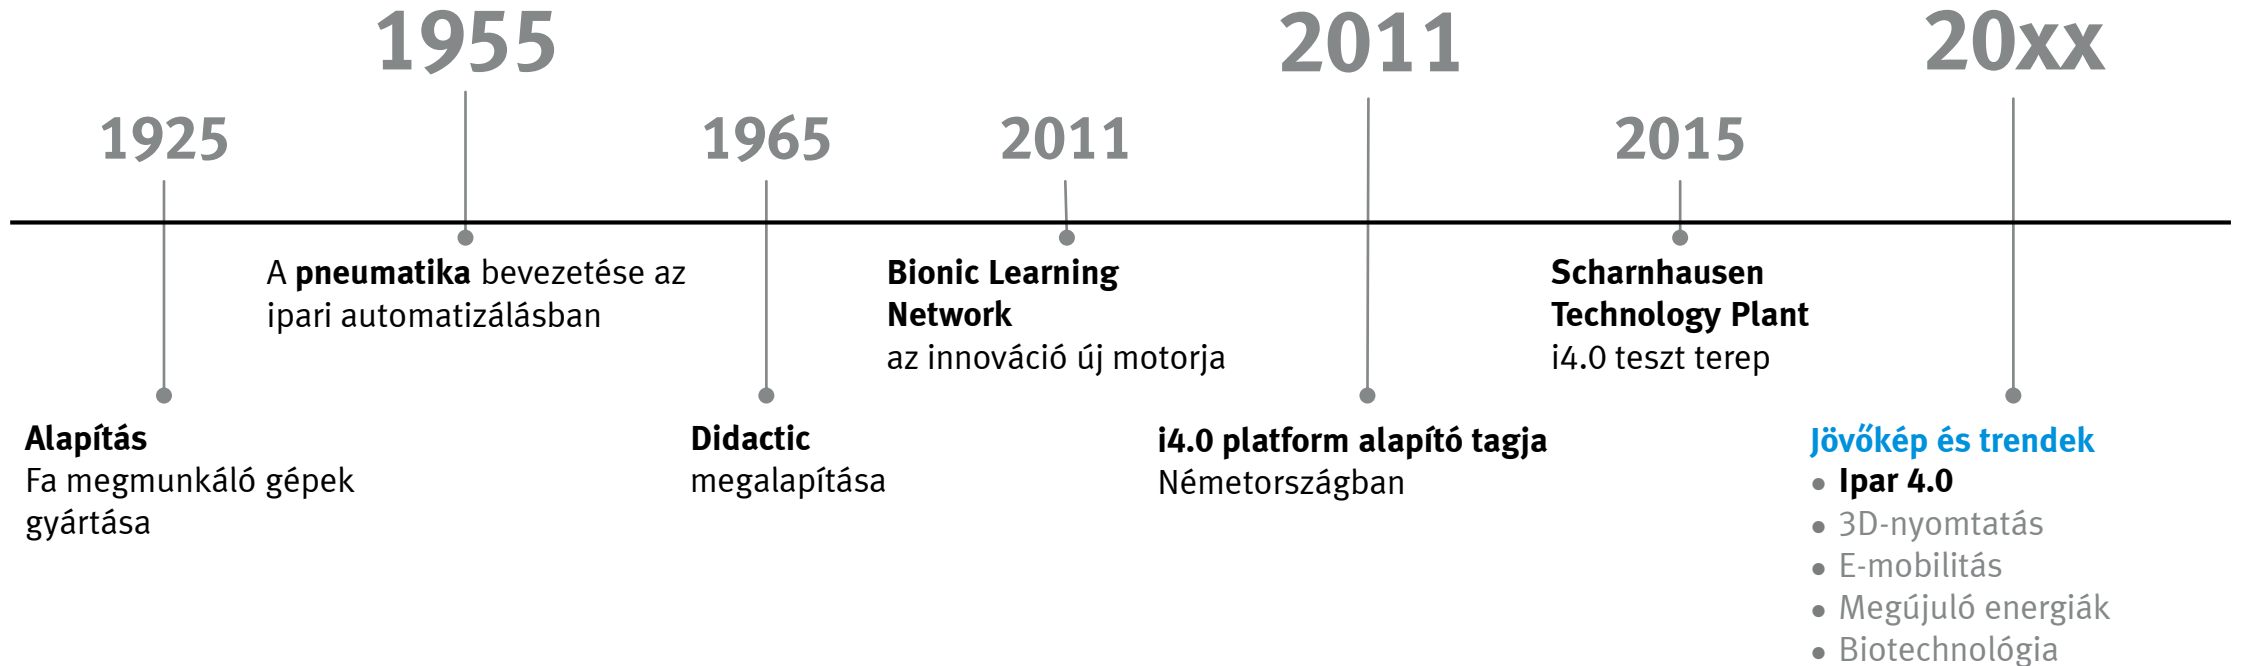 1925
Alapítás
Fa megmunkáló gépek
gyártása
1955
A pneumatika bevezetése az
ipari automatizálásban
1965
Didactic
megalapítása
2011
Bionic Learning
Network
az innováció új motorja
2011
i4.0 platform alapító tagja
Németországban
2015
Scharnhausen
Technology Plant
i4.0 teszt terep
20xx
Jövőkép és trendek
• Ipar 4.0
• 3D-nyomtatás
• E-mobilitás
• Megújuló energiák
• Biotechnológia